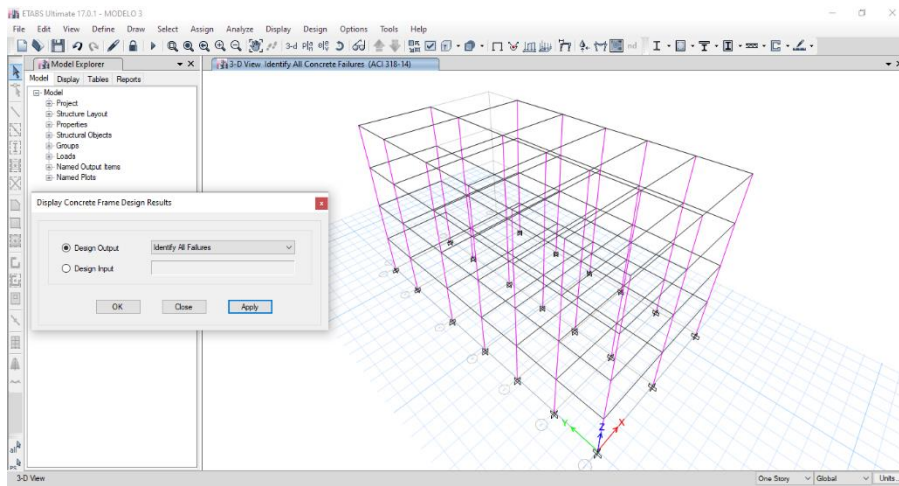 ETABS Ultimate 17.0.1 - MODELO 3
File Edit View Define Draw Select Assign Analyze Display Design Options Tools Help
3-d
Model Explorer
3-D View Identify All Concrete Failures (ACI 318-14)
Model Display Tables Reports
Model
Project
Structure Layout
Properties
Structural Objects
Groups
Loads
Named Output Items
Named Plots
Display Concrete Frame Design Results
Design Output Identify All Failures
Design Input
OK Close Apply
Y Z X
all
3-D View
One Story Global Units...